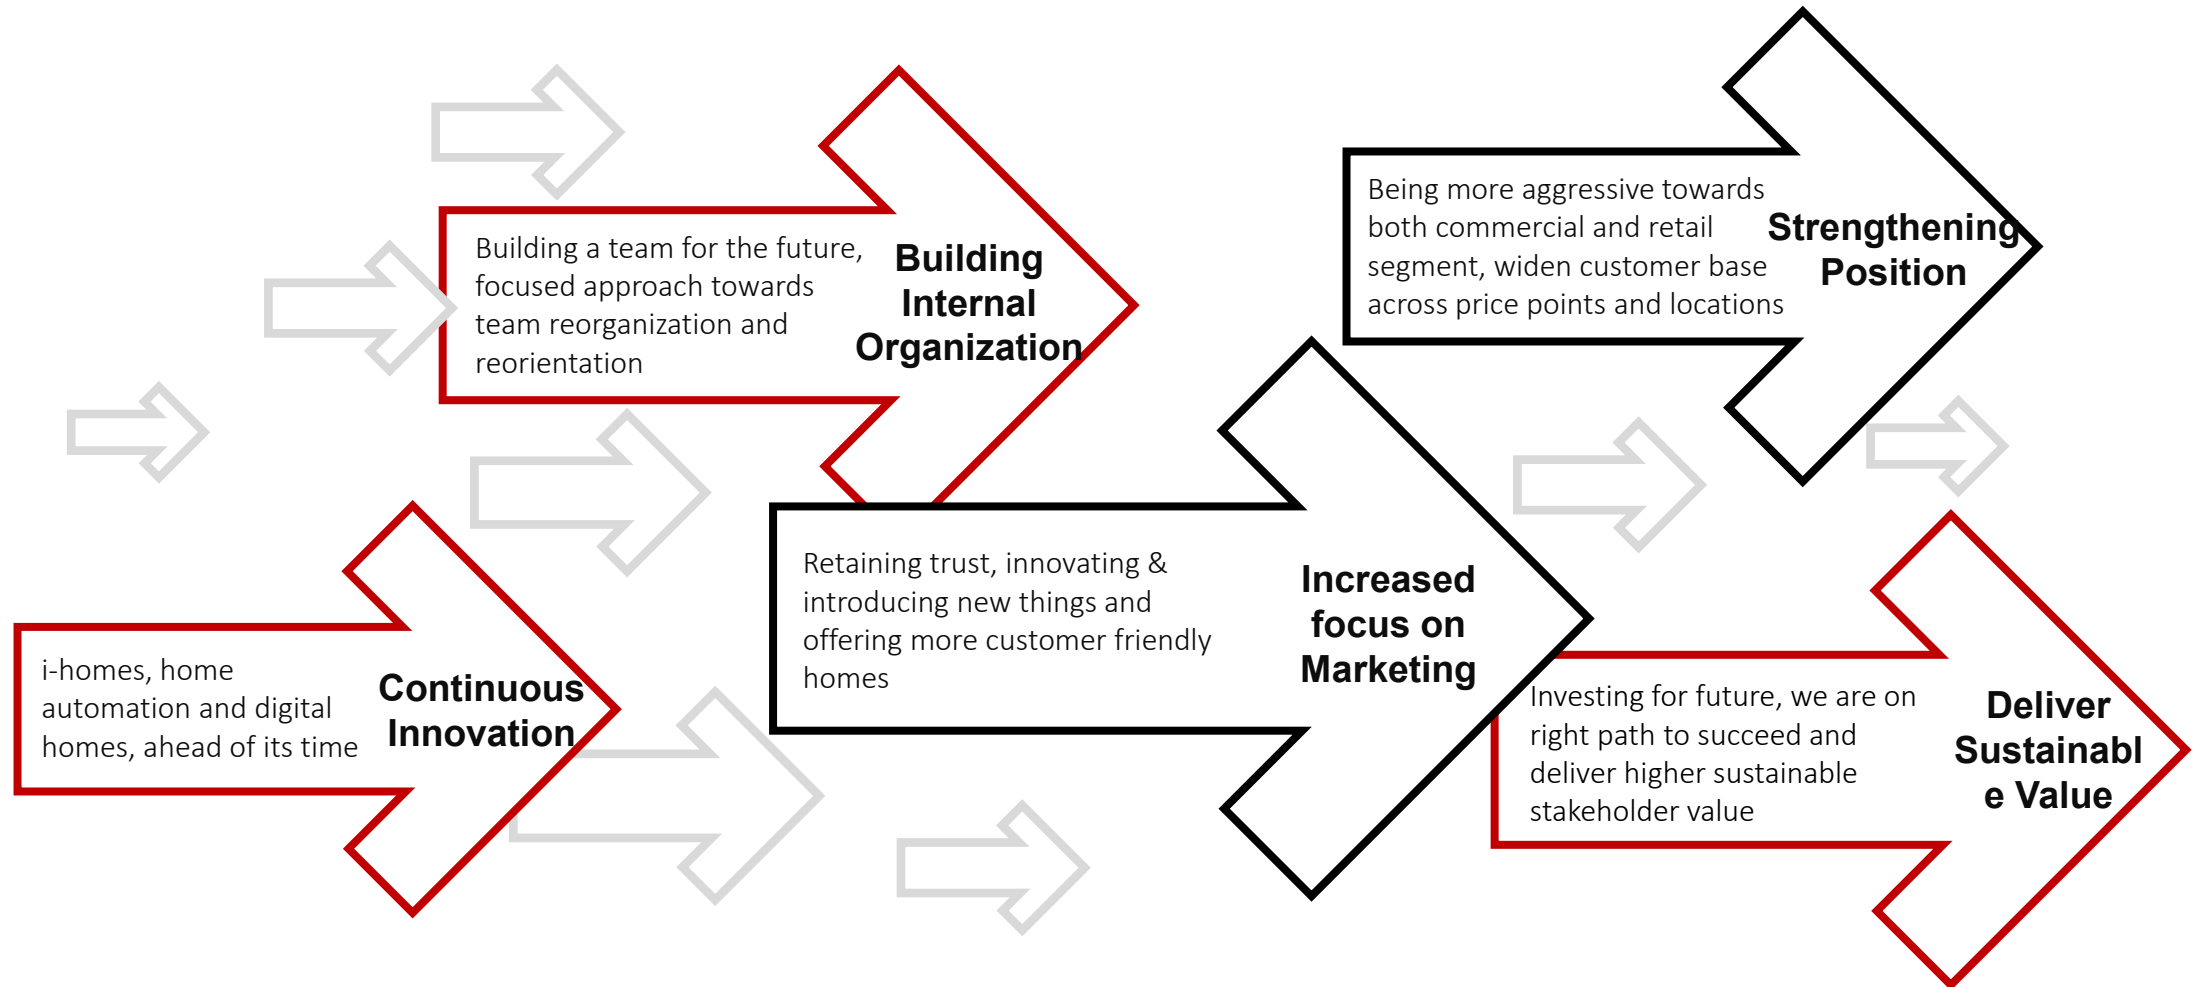 i-homes, home
automation and digital
homes, ahead of its time
Continuous
Innovation
Building a team for the future,
focused approach towards
team reorganization and
reorientation
Building
Internal
Organization
Retaining trust, innovating &
introducing new things and
offering more customer friendly
homes
Increased
focus on
Marketing
Being more aggressive towards
both commercial and retail
segment, widen customer base
across price points and locations
Strengthening
Position
Investing for future, we are on
right path to succeed and
deliver higher sustainable
stakeholder value
Deliver
Sustainabl
e Value